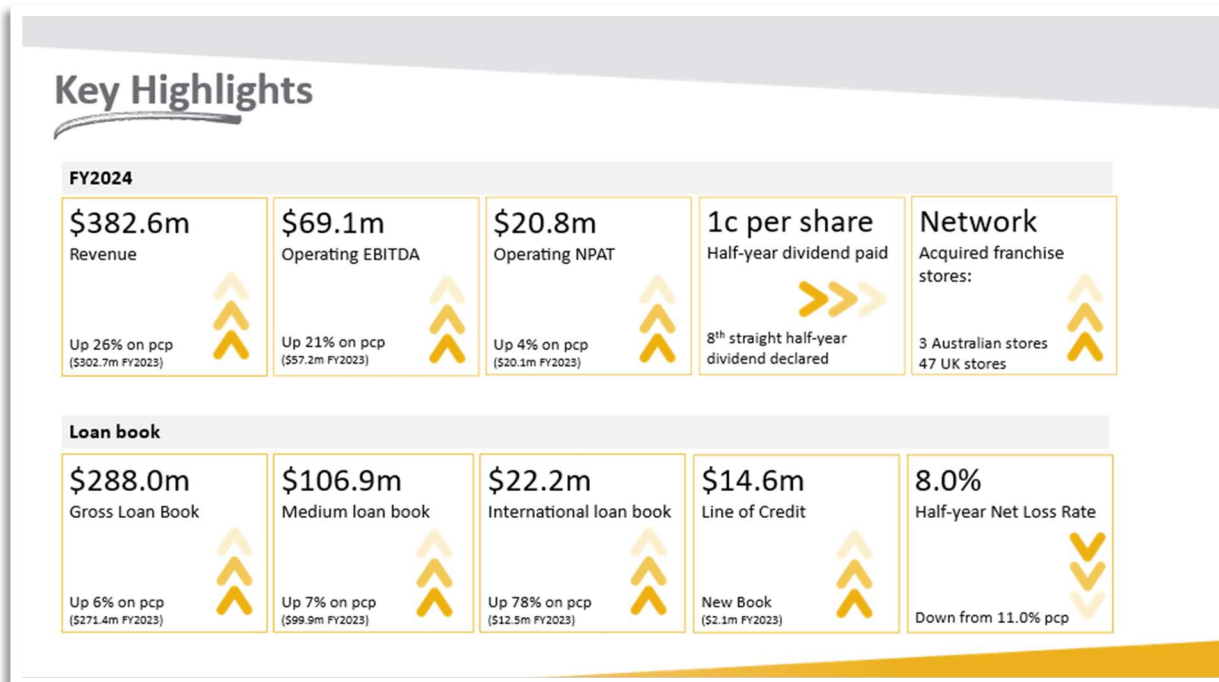 Key Highlights
FY2024
$382.6m
Revenue
Up 26% on pcp
($302.7m FY2023)
$69.1m
Operating EBITDA
Up 21% on pcp
($57.2m FY2023)
$20.8m
Operating NPAT
Up 4% on pcp
($20.1m FY2023)
1c per share
Half-year dividend paid
8th straight half-year
dividend declared
Network
Acquired franchise
stores:
3 Australian stores
47 UK stores
Loan book
$288.0m
Gross Loan Book
Up 6% on pcp
($271.4m FY2023)
$106.9m
Medium loan book
Up 7% on pcp
($99.9m FY2023)
$22.2m
International loan book
Up 78% on pcp
($12.5m FY2023)
$14.6m
Line of Credit
New Book
($2.1m FY2023)
8.0%
Half-year Net Loss Rate
Down from 11.0% pcp